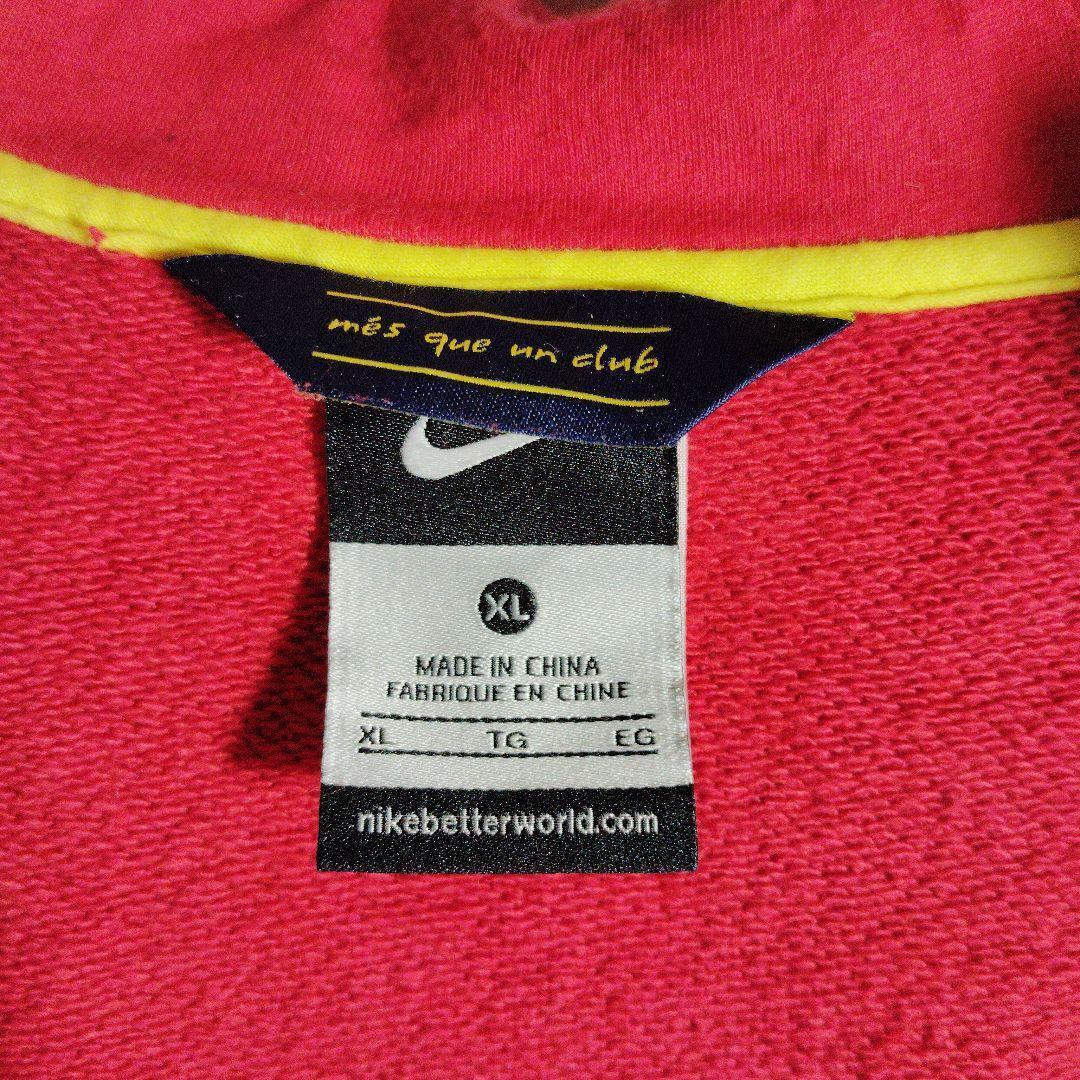 més que un club
XL
MADE IN CHINA
FABRIQUE EN CHINE
XL TG EG
nikebetterworld.com